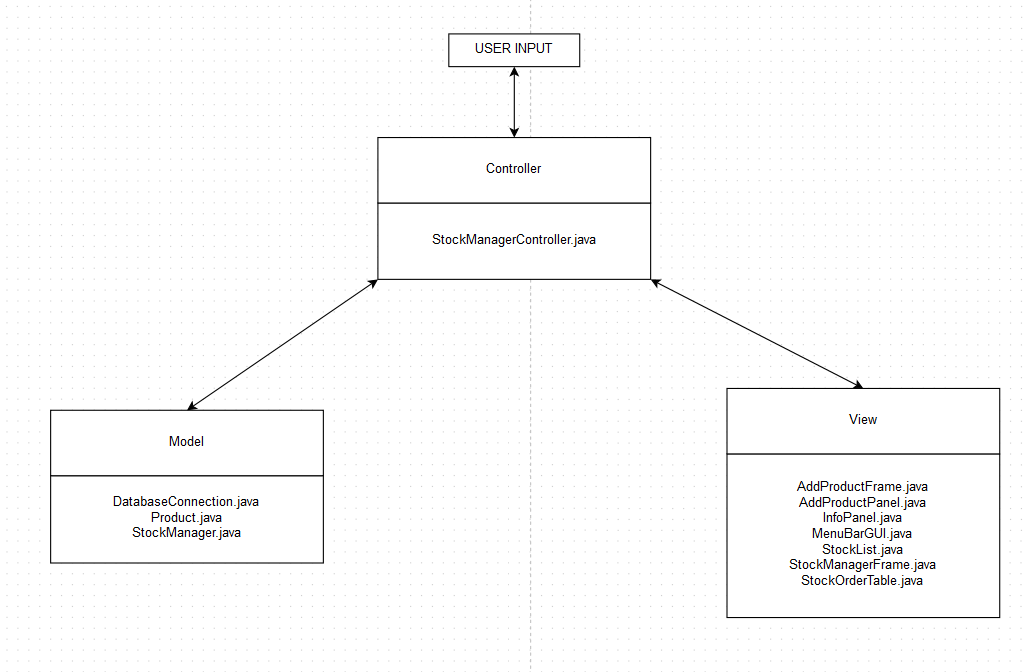 USER INPUT
Controller
StockManagerController.java
Model
DatabaseConnection.java
Product.java
StockManager.java
View
AddProductFrame.java
AddProductPanel.java
InfoPanel.java
MenuBarGUI.java
StockList.java
StockManagerFrame.java
StockOrderTable.java